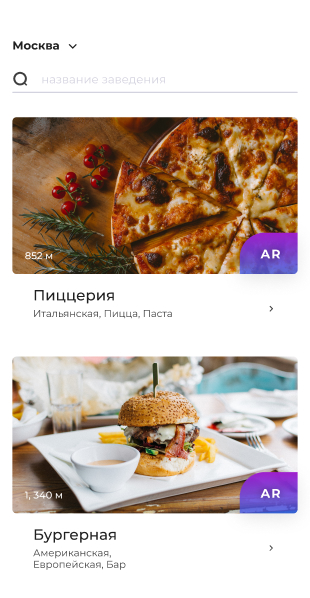 Москва
название заведения
852 м
AR
Пиццерия
Итальянская, Пицца, Паста
1, 340 м
AR
Бургерная
Американская,
Европейская, Бар